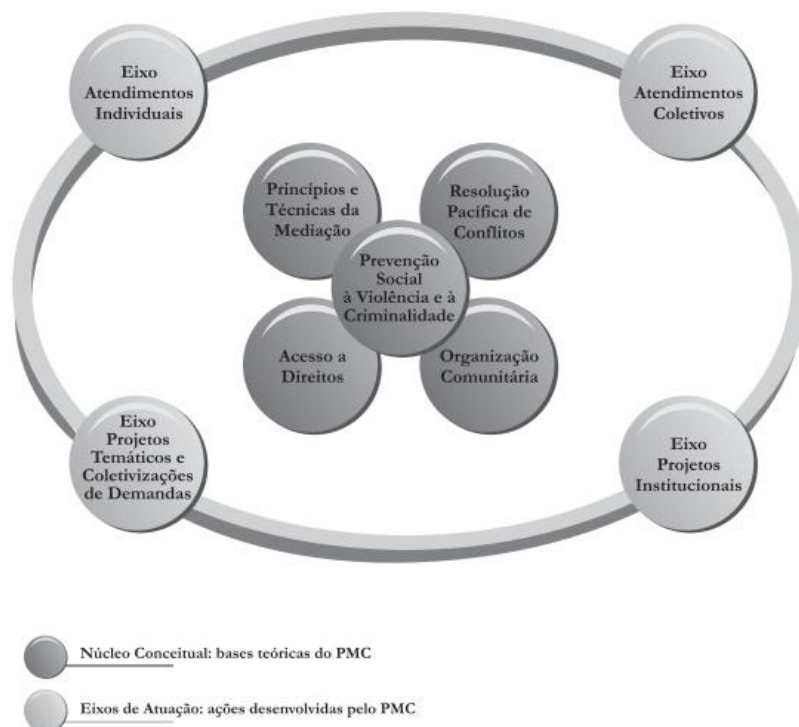 Eixo
Atendimentos
Individuais
Eixo
Atendimentos
Coletivos
Princípios e
Técnicas da
Mediação
Resolução
Pacífica de
Conflitos
Prevenção
Social
à Violência e à
Criminalidade
Acesso a
Direitos
Organização
Comunitária
Eixo
Projetos
Temáticos e
Coletivizações
de Demandas
Eixo
Projetos
Institucionais
Núcleo Conceitual: bases teóricas do PMC
Eixos de Atuação: ações desenvolvidas pelo PMC